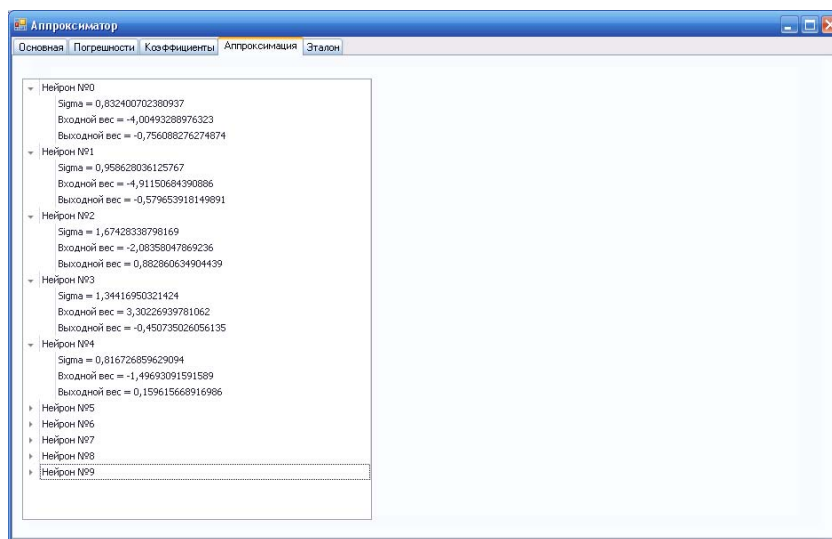 Аппроксиматор
Основная Погрешности Коэффициенты Аппроксимация Эталон
Нейрон №0
Sigma = 0,832400702380937
Входной вес = -4,00493288976323
Выходной вес = -0,756088276274874
Нейрон №1
Sigma = 0,958628036125767
Входной вес = -4,91150684390886
Выходной вес = -0,579653918149891
Нейрон №2
Sigma = 1,67428338798169
Входной вес = -2,08358047869236
Выходной вес = 0,882860634904439
Нейрон №3
Sigma = 1,34416950321424
Входной вес = 3,30226939781062
Выходной вес = -0,450735026056135
Нейрон №4
Sigma = 0,816726859629094
Входной вес = -1,49693091591589
Выходной вес = 0,159615668916986
Нейрон №5
Нейрон №6
Нейрон №7
Нейрон №8
Нейрон №9